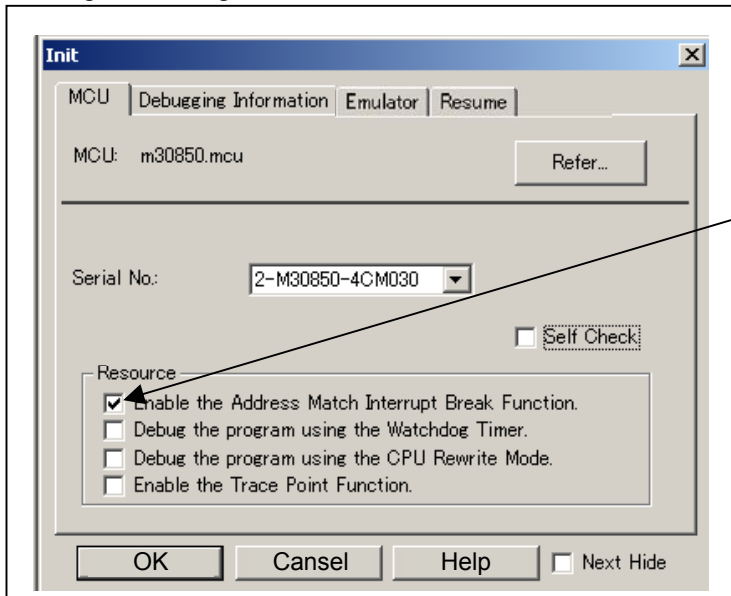 Init
MCU Debugging Information Emulator Resume
MCU: m30850.mcu Refer...
Serial No.: 2-M30850-4CM030
Self Check
Resource
Enable the Address Match Interrupt Break Function.
Debug the program using the Watchdog Timer.
Debug the program using the CPU Rewrite Mode.
Enable the Trace Point Function.
OK Cansel Help Next Hide